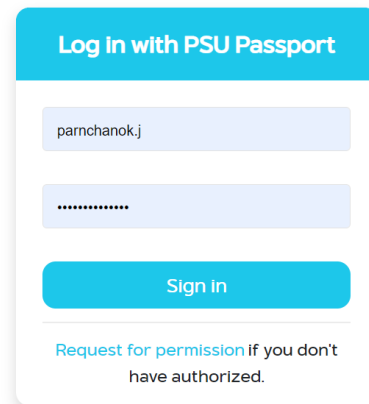 Log in with PSU Passport
parnchanok.j
••••••••••••••
Sign in
Request for permission if you don't
have authorized.